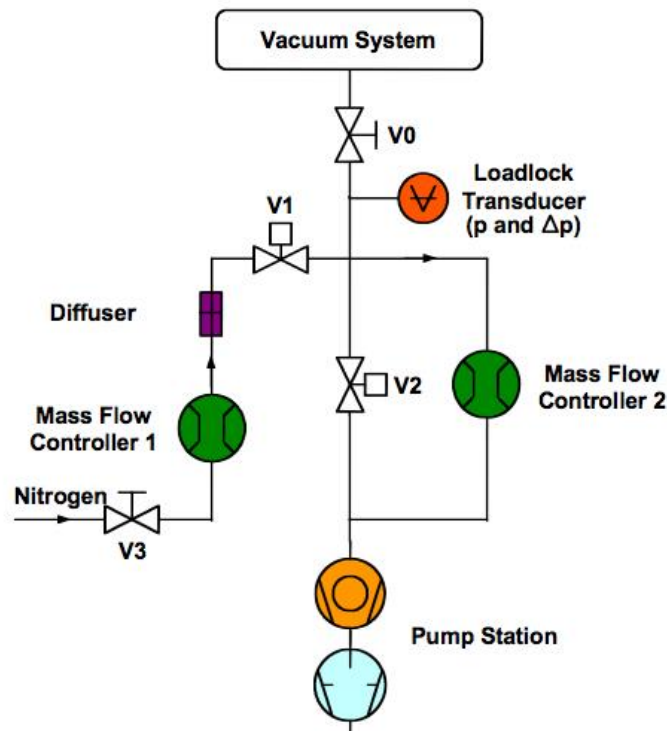 Vacuum System
V0
Loadlock
Transducer
(p and Δp)
V1
Diffuser
V2
Mass Flow
Controller 2
Mass Flow
Controller 1
Nitrogen
V3
Pump Station